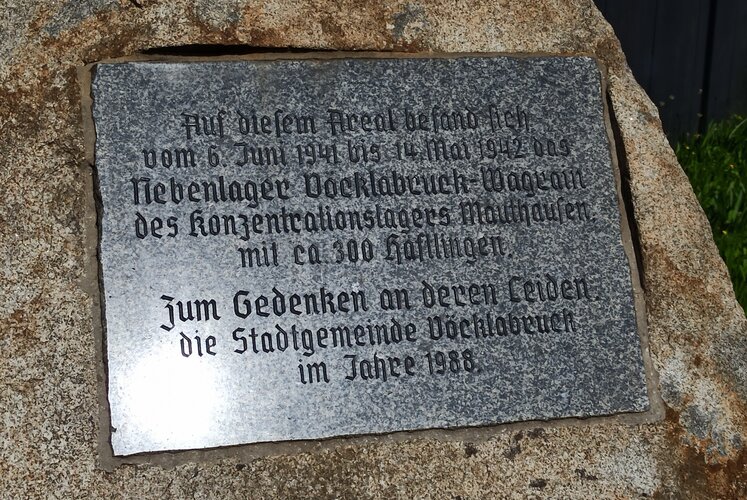 Auf diesem Areal befand sich
vom 6. Juni 1941 bis 14. Mai 1942 das
Nebenlager Vöcklabruck-Wagrain
des Konzentrationslagers Mauthausen,
mit ca. 300 Häftlingen.
Zum Gedenken an deren Leiden.
die Stadtgemeinde Vöcklabruck
im Jahre 1988.